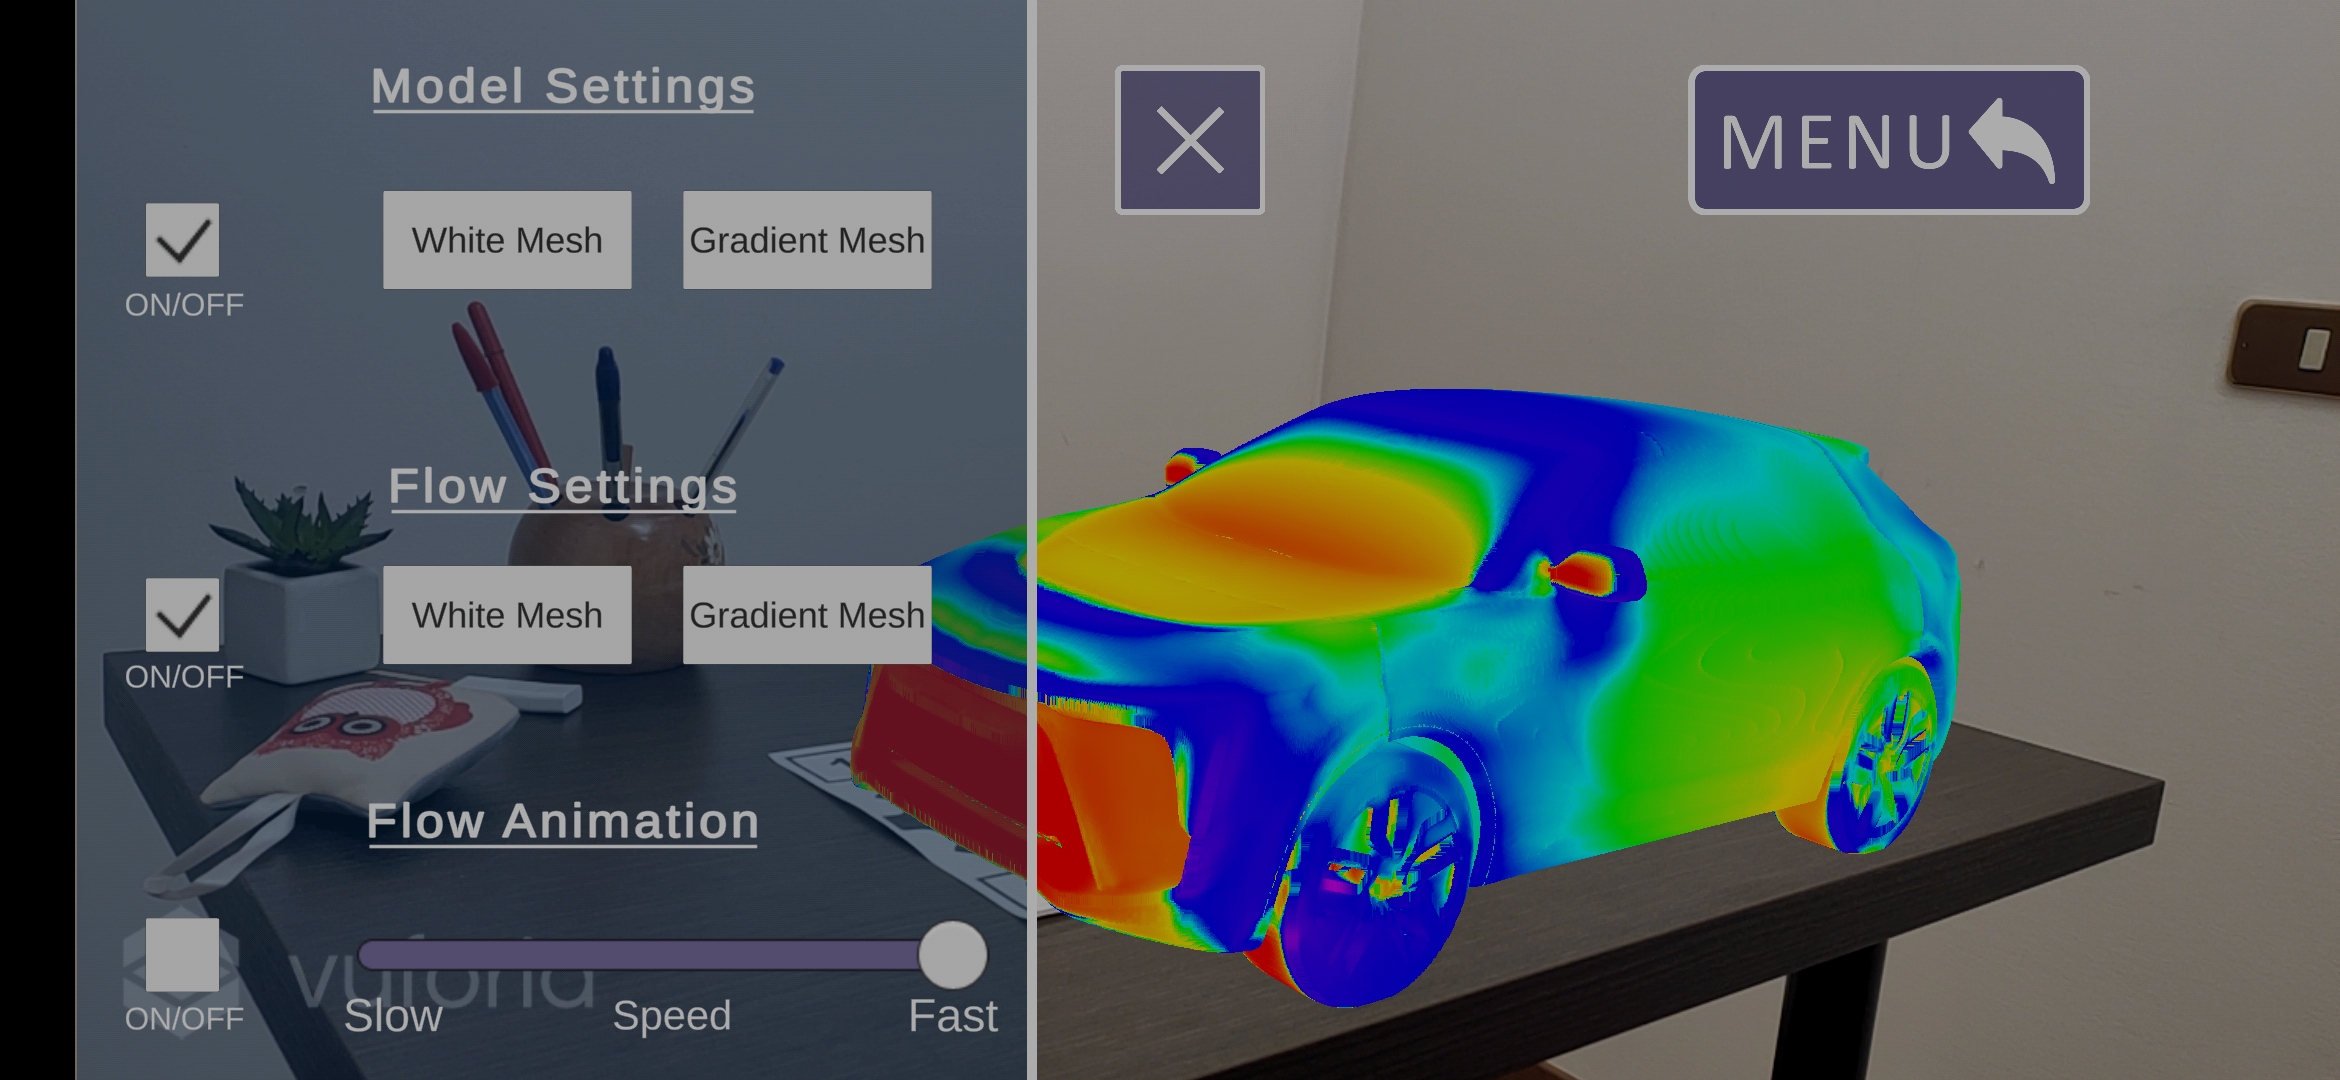 Model Settings
MENU
White Mesh
Gradient Mesh
ON/OFF
Flow Settings
White Mesh
Gradient Mesh
ON/OFF
Flow Animation
vuforia
ON/OFF
Slow
Speed
Fast